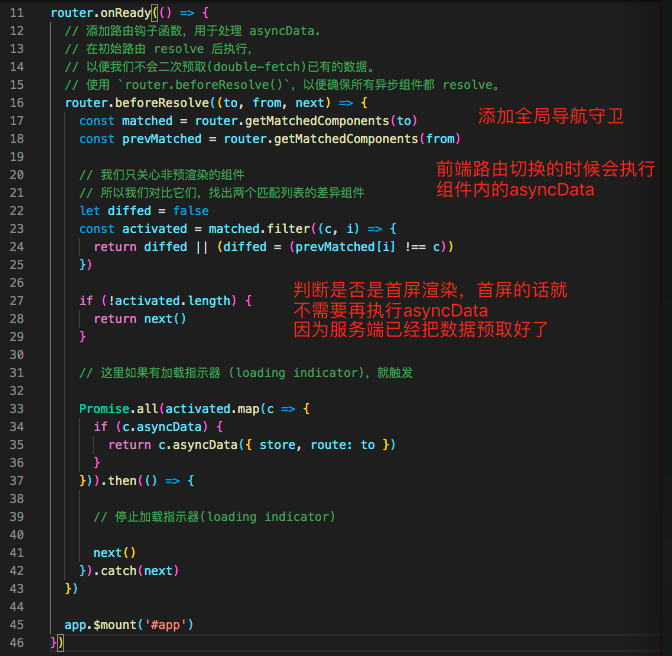 11 router.onReady(() => {
12 // 添加路由钩子函数，用于处理 asyncData.
13 // 在初始路由 resolve 后执行，
14 // 以便我们不会二次预取(double-fetch)已有的数据。
15 // 使用 `router.beforeResolve()`，以便确保所有异步组件都 resolve。
16 router.beforeResolve((to, from, next) => {
17 const matched = router.getMatchedComponents(to)
添加全局导航守卫
18 const prevMatched = router.getMatchedComponents(from)
19
前端路由切换的时候会执行
20 // 我们只关心非预渲染的组件
组件内的asyncData
21 // 所以我们对比它们，找出两个匹配列表的差异组件
22 let diffed = false
23 const activated = matched.filter((c, i) => {
24 return diffed || (diffed = (prevMatched[i] !== c))
25 })
26
判断是否是首屏渲染，首屏的话就
27 if (!activated.length) {
不需要再执行asyncData
28 return next()
因为服务端已经把数据预取好了
29 }
30
31 // 这里如果有加载指示器 (loading indicator)，就触发
32
33 Promise.all(activated.map(c => {
34 if (c.asyncData) {
35 return c.asyncData({ store, route: to })
36 }
37 })).then(() => {
38
39 // 停止加载指示器(loading indicator)
40
41 next()
42 }).catch(next)
43 })
44
45 app.$mount('#app')
46 })